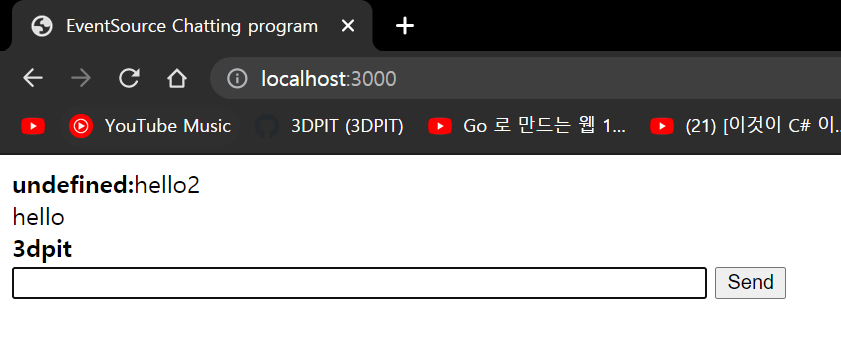 EventSource Chatting program
localhost:3000
YouTube Music 3DPIT (3DPIT) Go 로 만드는 웹 1... (21) [이것이 C# 이...
undefined:hello2
hello
3dpit
Send